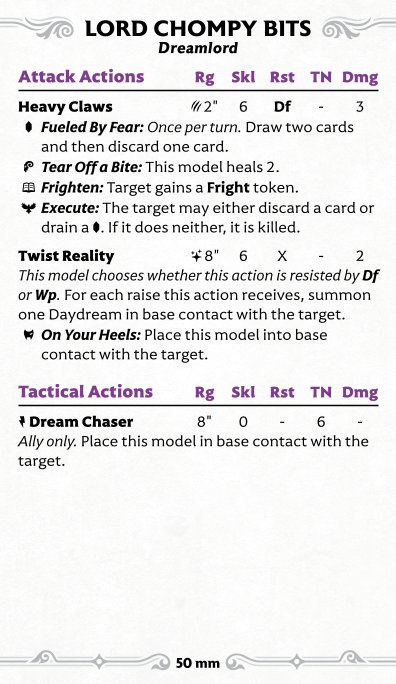 LORD CHOMPY BITS
Dreamlord
Attack Actions Rg Skl Rst TN Dmg
Heavy Claws 2" 6 Df - 3
Fueled By Fear: Once per turn. Draw two cards
and then discard one card.
Tear Off a Bite: This model heals 2.
Frighten: Target gains a Fright token.
Execute: The target may either discard a card or
drain a . If it does neither, it is killed.
Twist Reality 8" 6 X - 2
This model chooses whether this action is resisted by Df
or Wp. For each raise this action receives, summon
one Daydream in base contact with the target.
On Your Heels: Place this model into base
contact with the target.
Tactical Actions Rg Skl Rst TN Dmg
Dream Chaser 8" 0 - 6 -
Ally only. Place this model in base contact with the
target.
50 mm